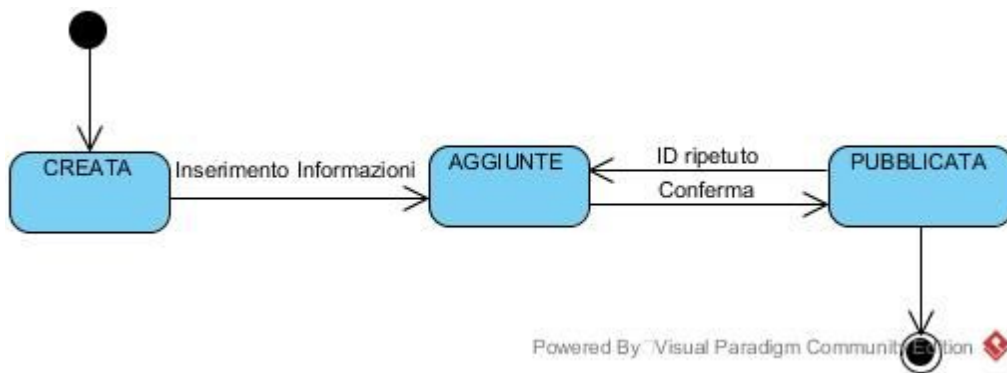 CREATA
Inserimento Informazioni
AGGIUNTE
ID ripetuto
Conferma
PUBBLICATA
Powered By Visual Paradigm Community Edition